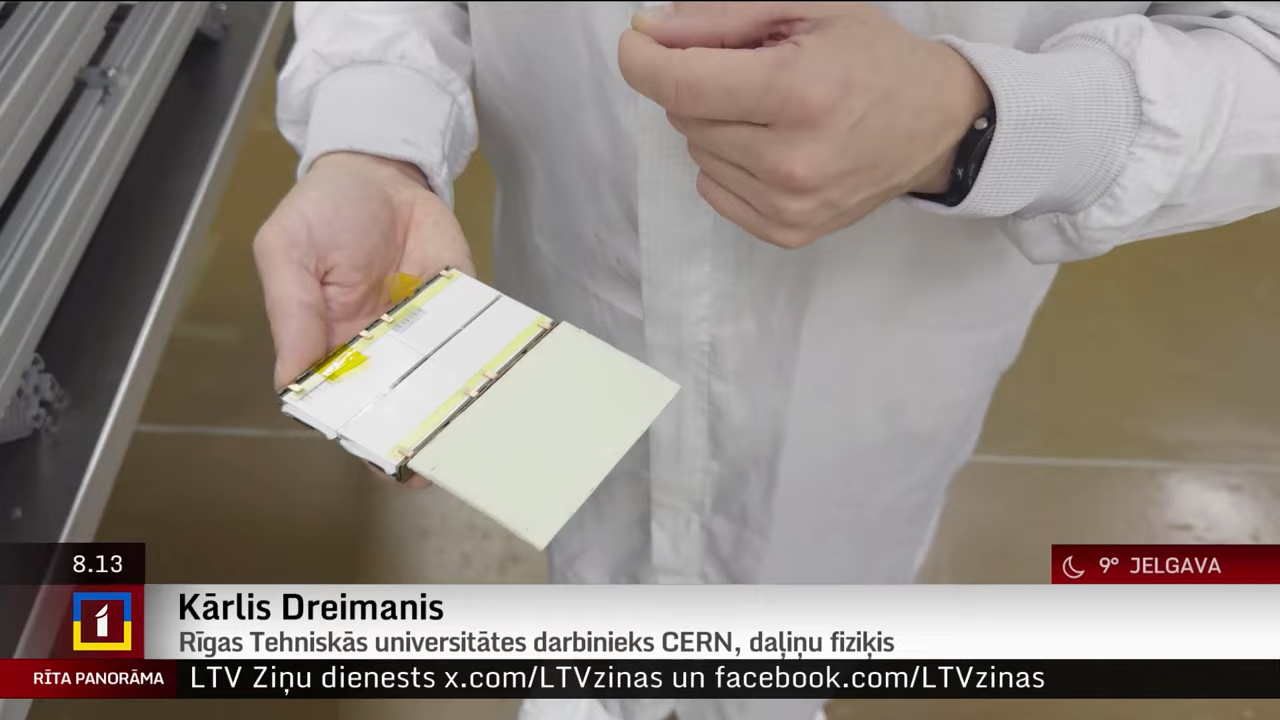 8.13
9° JELGAVA
1
Kārlis Dreimanis
Rīgas Tehniskās universitātes darbinieks CERN, daļiņu fiziķis
RĪTA PANORĀMA
LTV Ziņu dienests x.com/LTVzinas un facebook.com/LTVzinas